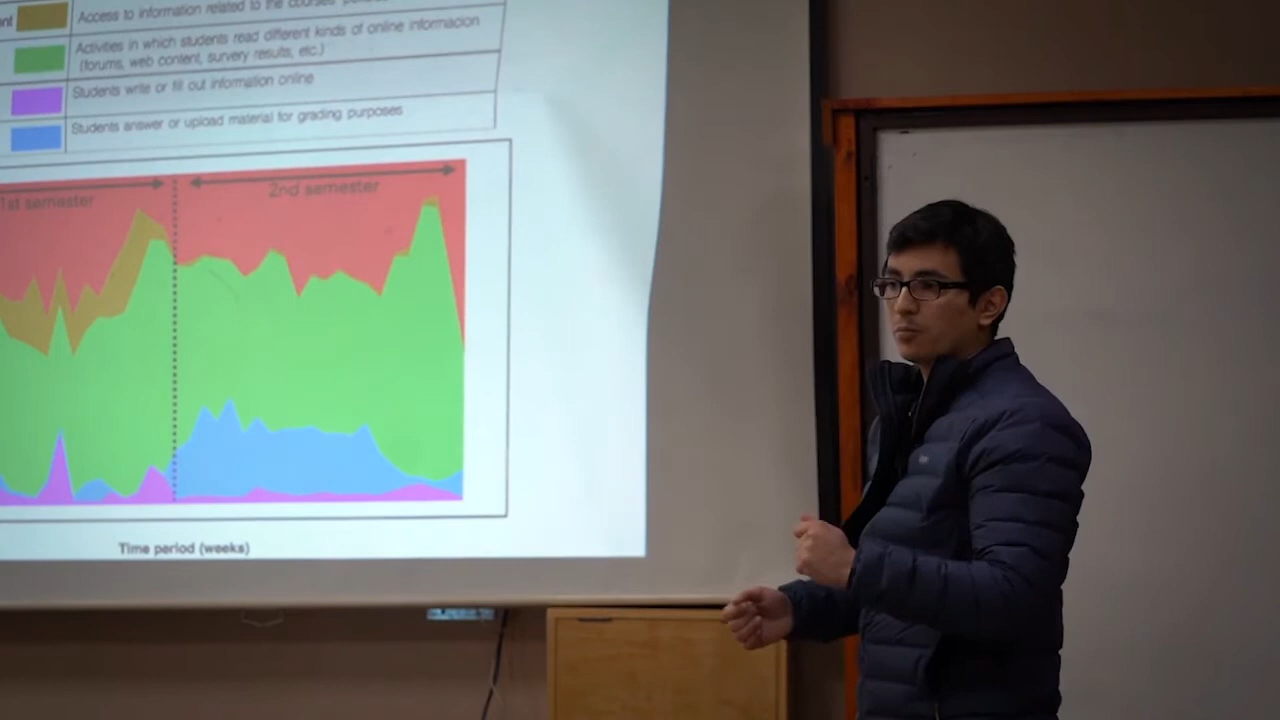 Access to information related to the courses'
Activities in which students read different kinds of online informacion
(forums, web content, survery results, etc.)
Students write or fill out information online
Students answer or upload material for grading purposes
1st semester
2nd semester
Time period (weeks)